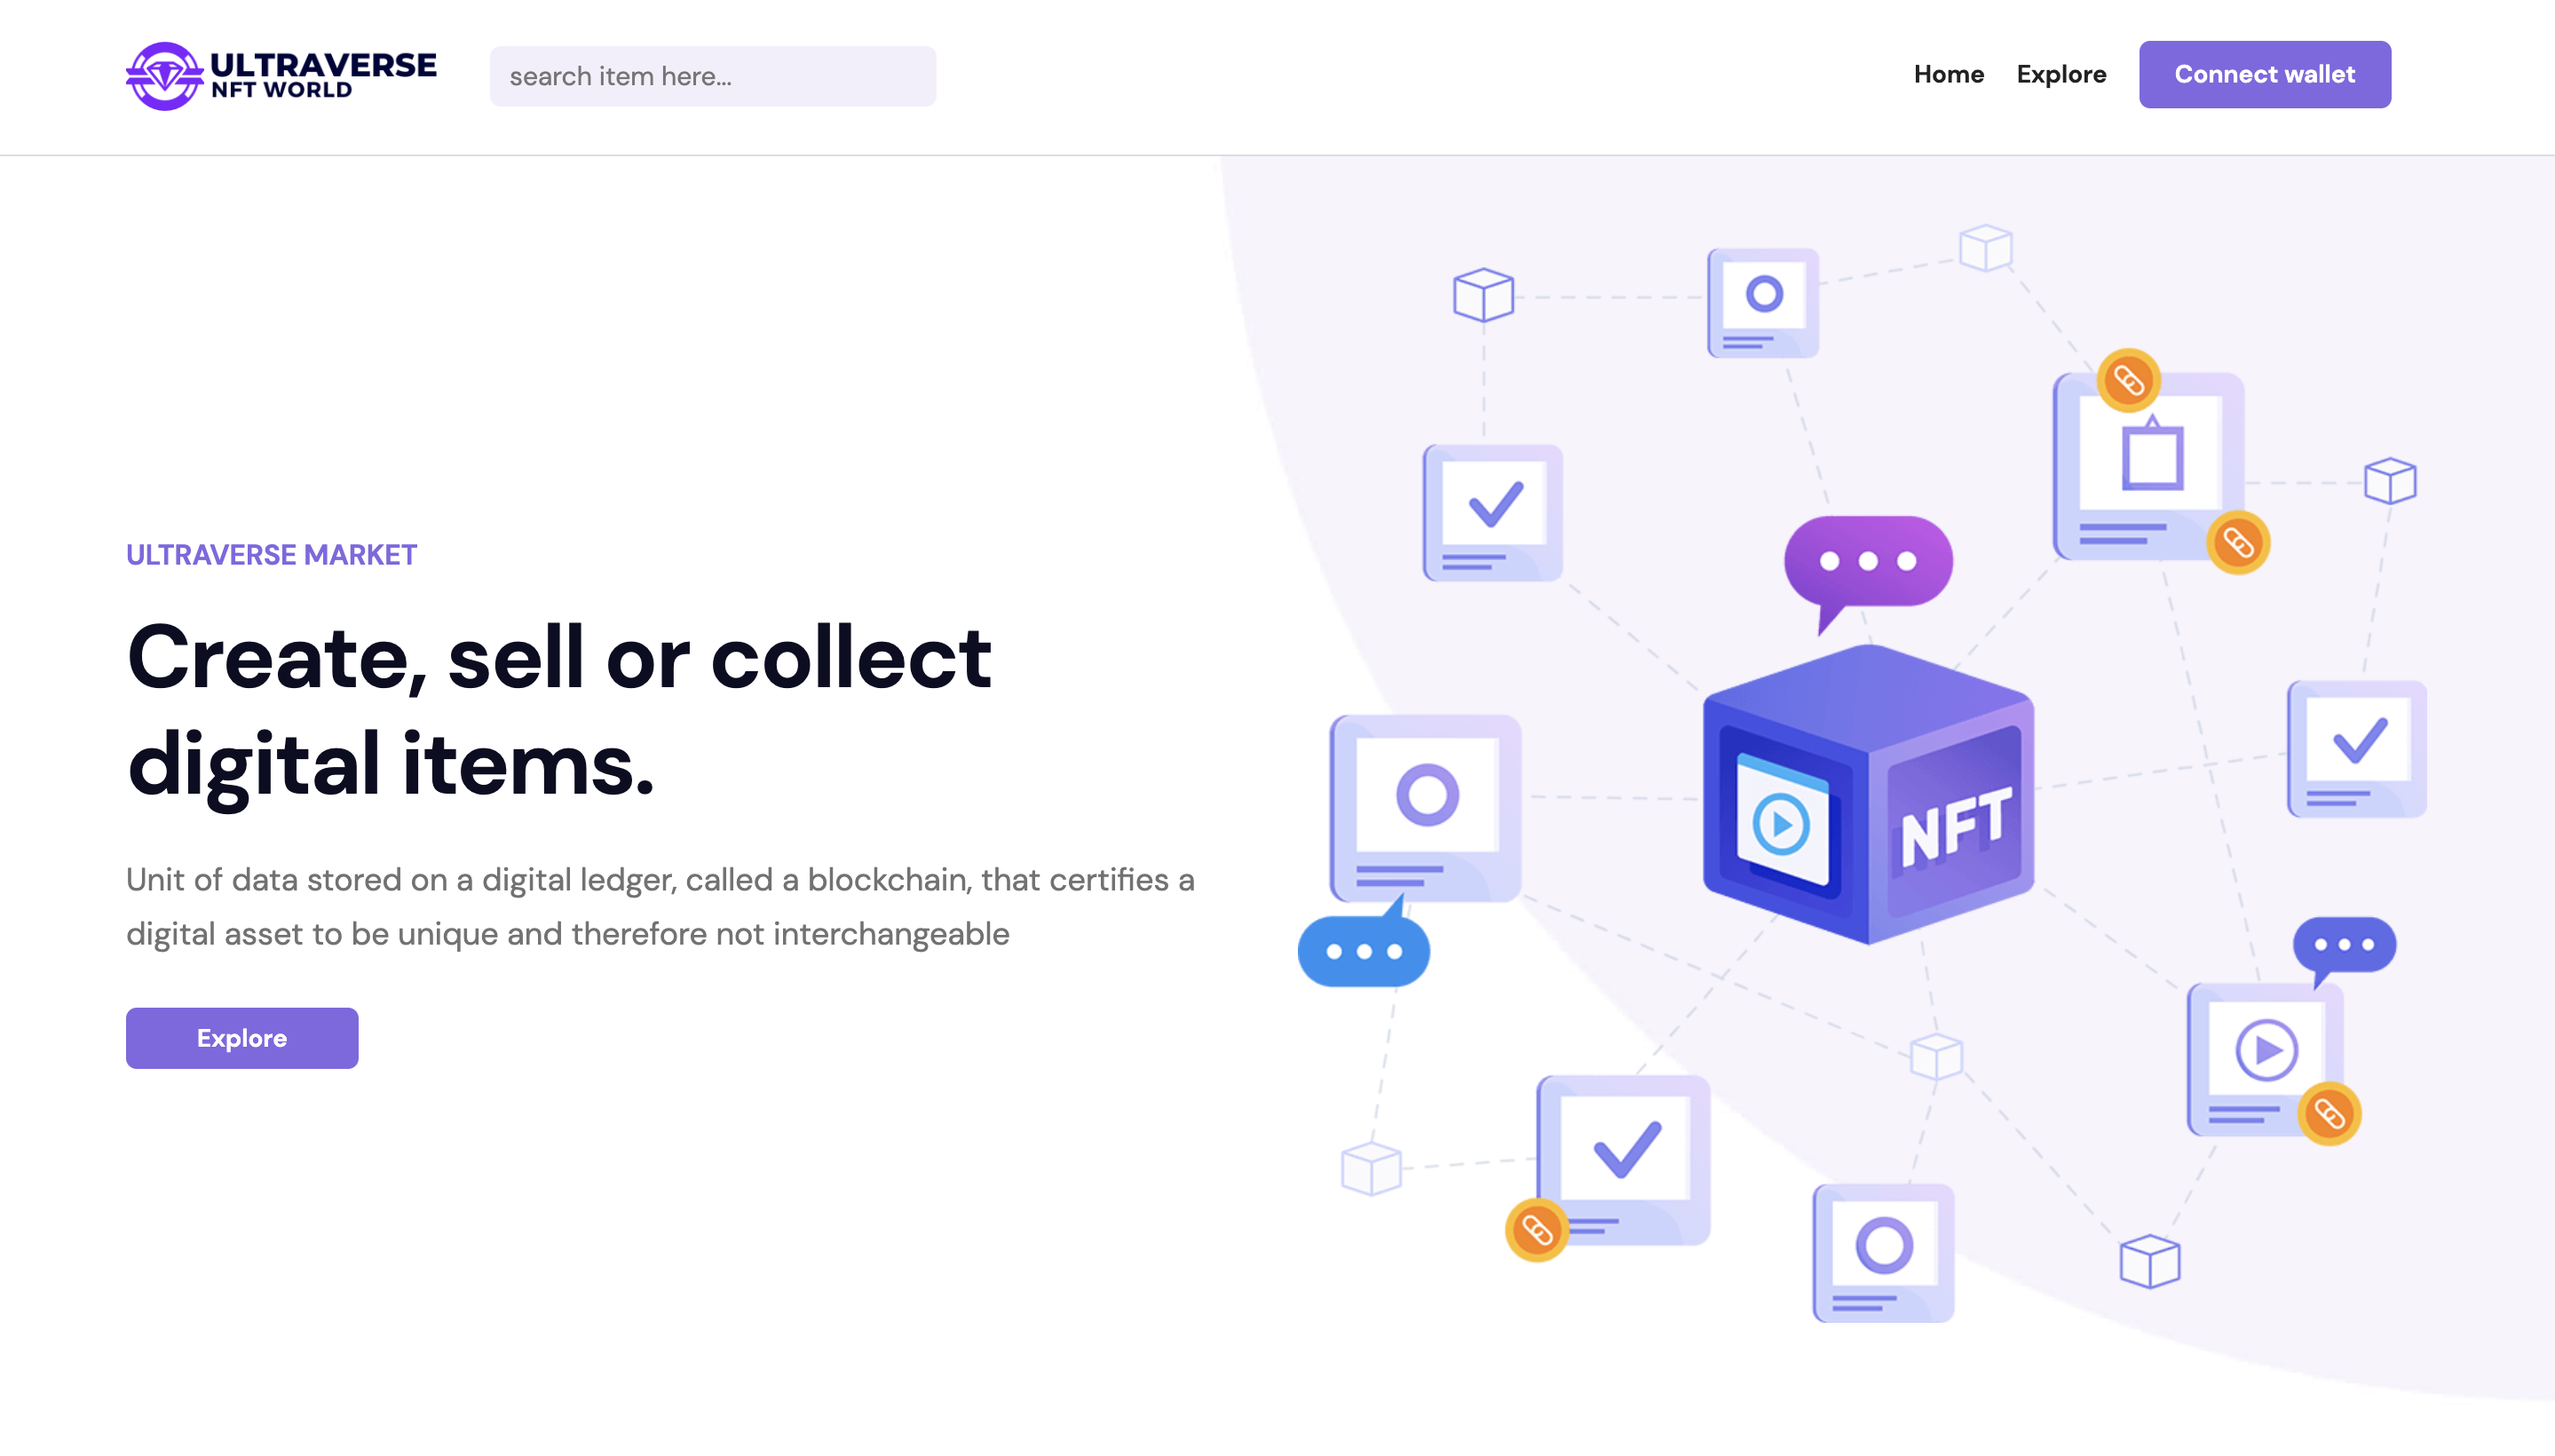 ULTRAVERSE
NFT WORLD
search item here...
Home
Explore
Connect wallet
ULTRAVERSE MARKET
Create, sell or collect
digital items.
Unit of data stored on a digital ledger, called a blockchain, that certifies a
digital asset to be unique and therefore not interchangeable
Explore
NFT